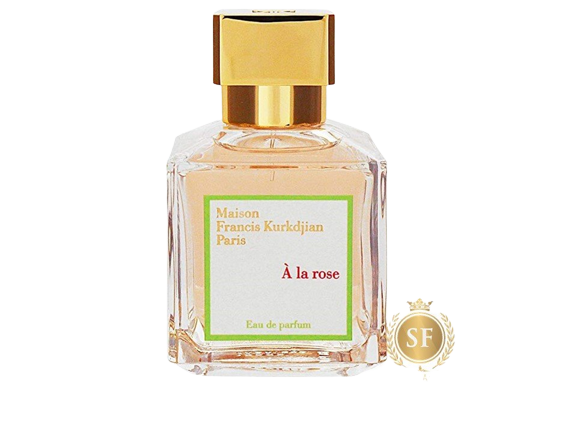 Maison
Francis Kurkdjian
Paris
À la rose
Eau de parfum
SF